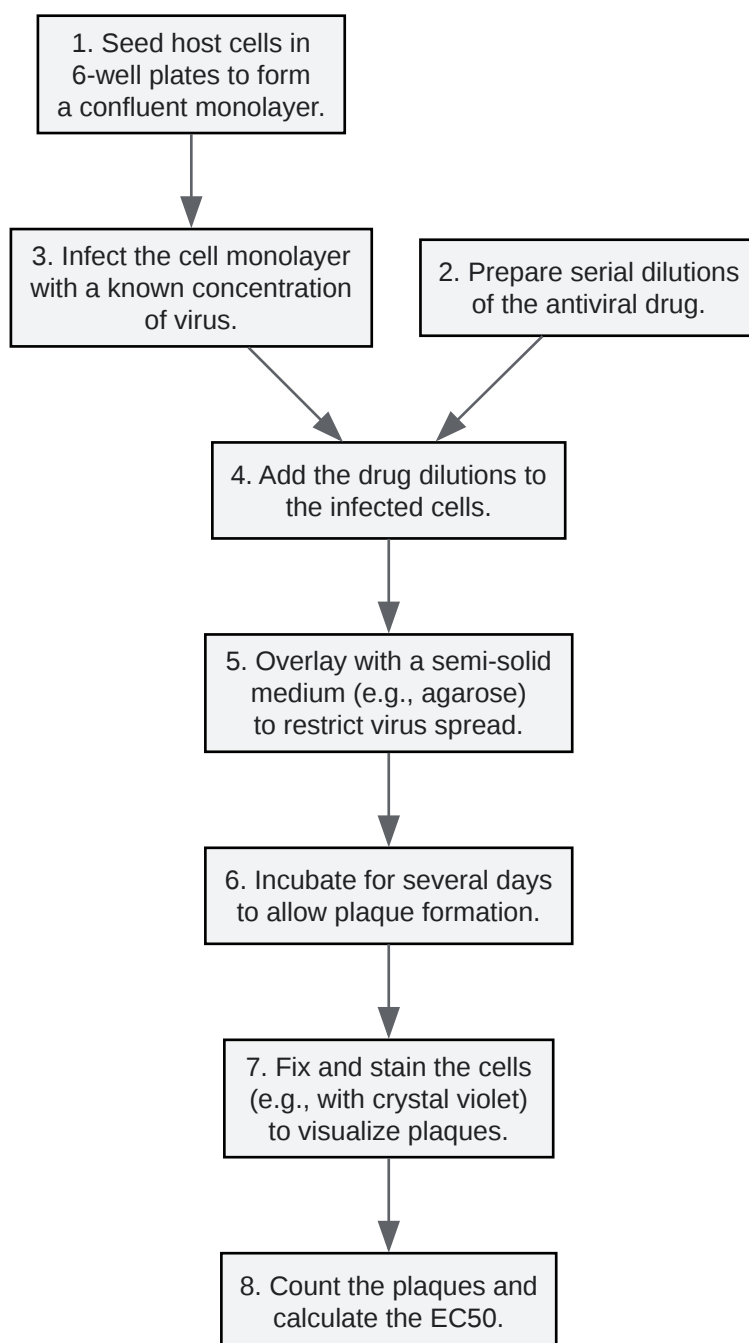 1. Seed host cells in
6-well plates to form
a confluent monolayer.
3. Infect the cell monolayer
with a known concentration
of virus.
2. Prepare serial dilutions
of the antiviral drug.
4. Add the drug dilutions to
the infected cells.
5. Overlay with a semi-solid
medium (e.g., agarose)
to restrict virus spread.
6. Incubate for several days
to allow plaque formation.
7. Fix and stain the cells
(e.g., with crystal violet)
to visualize plaques.
8. Count the plaques and
calculate the EC50.